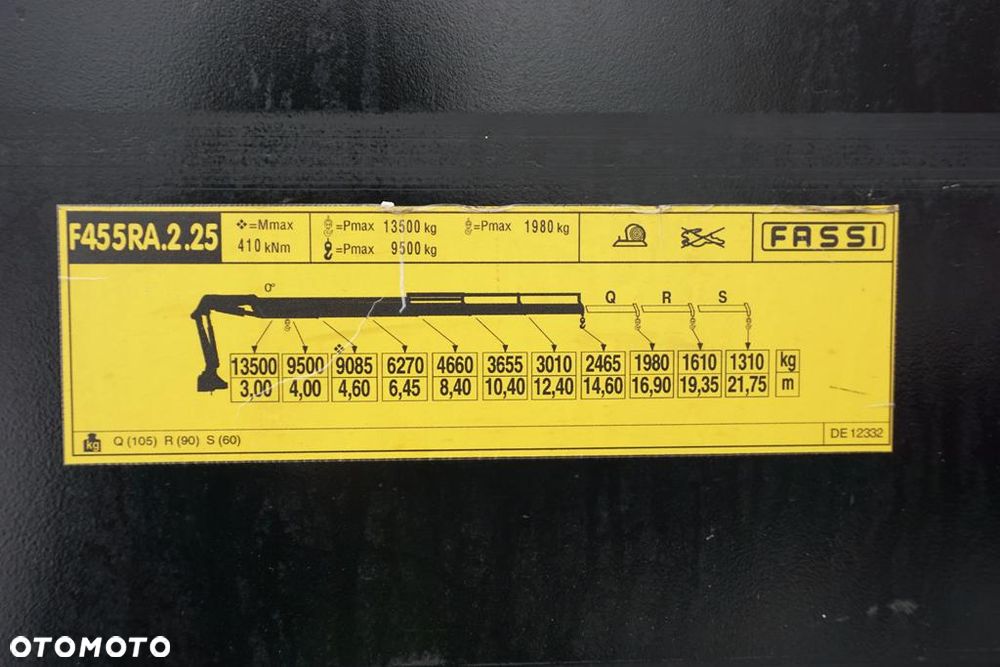 F455RA.2.25
=Mmax
410 kNm
=Pmax 13500 kg
=Pmax 9500 kg
=Pmax 1980 kg
FASSI
0°
Q R S
13500 9500 9085 6270 4660 3655 3010 2465 1980 1610 1310 kg
3,00 4,00 4,60 6,45 8,40 10,40 12,40 14,60 16,90 19,35 21,75 m
kg Q (105) R (90) S (60)
DE 12332
OTOMOTO